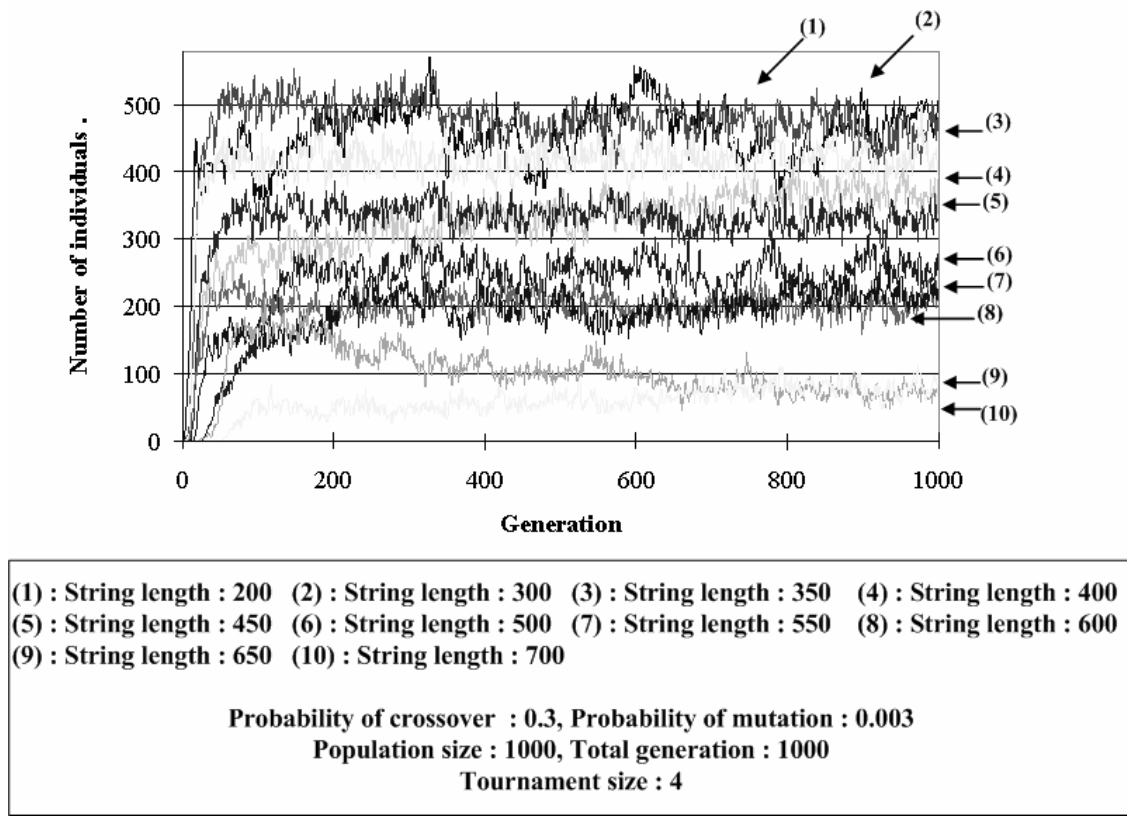 (1)
(2)
500
400
300
200
100
0
Number of individuals .
(3)
(4)
(5)
(6)
(7)
(8)
(9)
(10)
0 200 400 600 800 1000
Generation
(1) : String length : 200 (2) : String length : 300 (3) : String length : 350 (4) : String length : 400
(5) : String length : 450 (6) : String length : 500 (7) : String length : 550 (8) : String length : 600
(9) : String length : 650 (10) : String length : 700
Probability of crossover : 0.3, Probability of mutation : 0.003
Population size : 1000, Total generation : 1000
Tournament size : 4